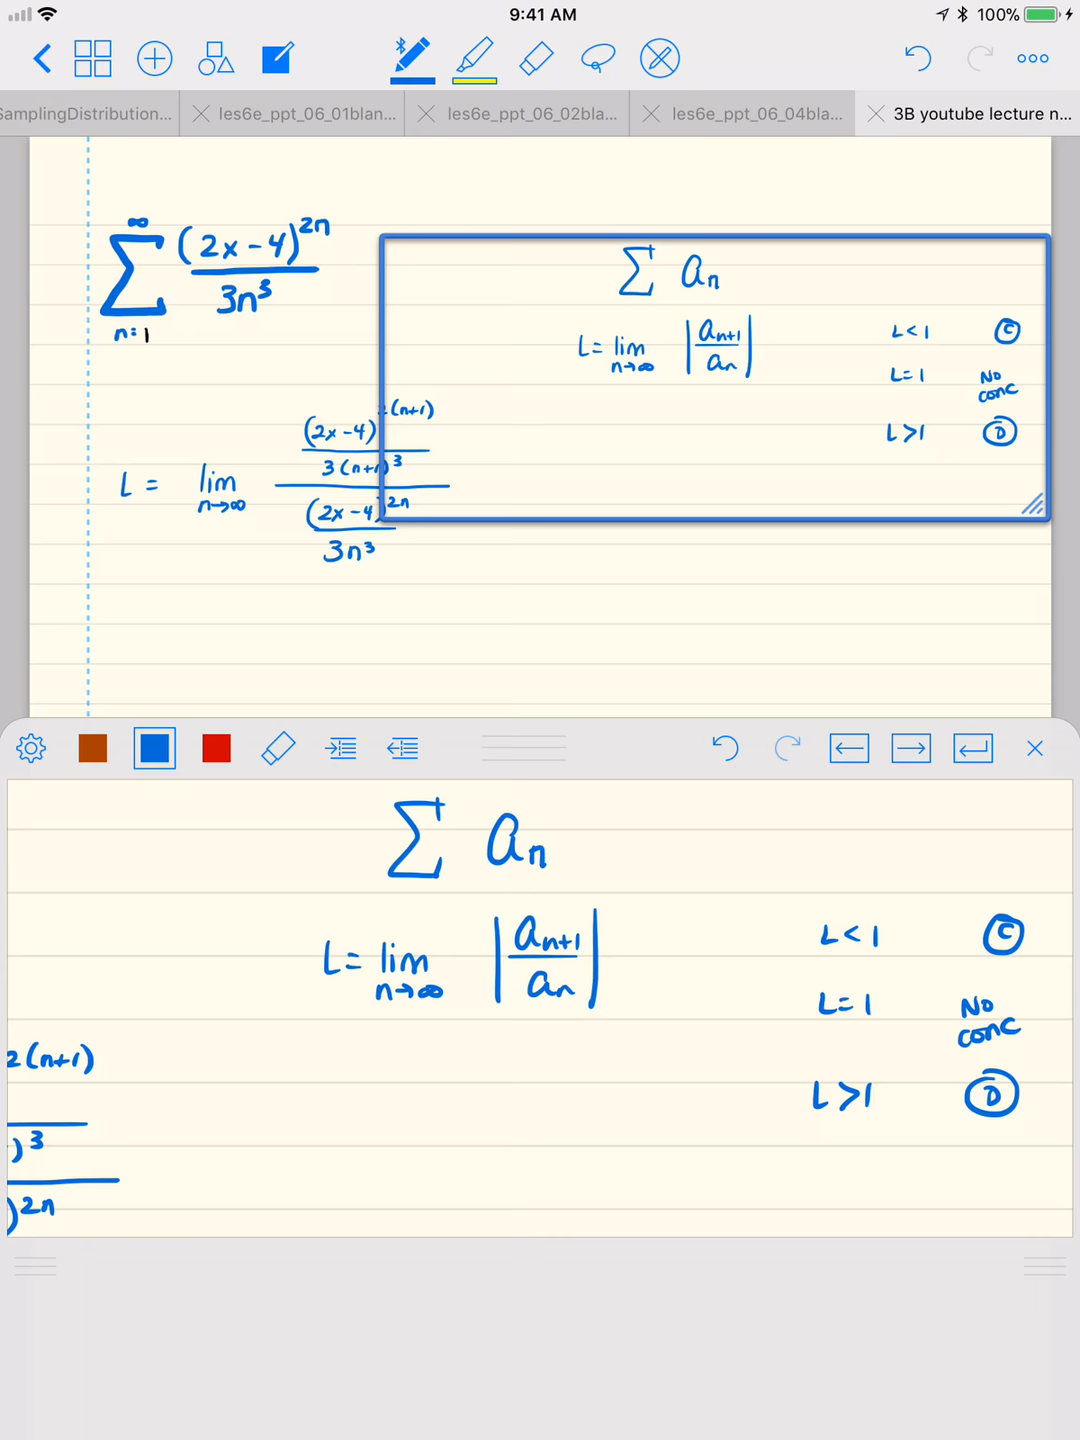 9:41 AM
100%
SamplingDistribution...
les6e_ppt_06_01blan...
les6e_ppt_06_02bla...
les6e_ppt_06_04bla...
3B youtube lecture n...
∞
∑ (2x-4)^2n / 3n^3
n=1
∑ an
L= lim |an+1 / an|
n→∞
L<1 C
L=1 No conc
L>1 D
L = lim ((2x-4)^2(n+1) / 3(n+1)^3) / ((2x-4)^2n / 3n^3)
n→∞
∑ an
L= lim |an+1 / an|
n→∞
L<1 C
L=1 No
conc
L>1 D
2(n+1)
)^3
)^2n